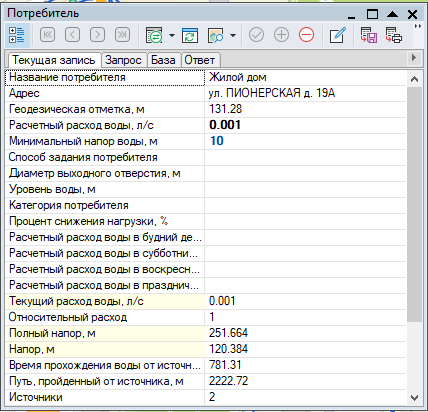 Потребитель
Текущая запись Запрос База Ответ
Название потребителя Жилой дом
Адрес ул. ПИОНЕРСКАЯ д. 19А
Геодезическая отметка, м 131.28
Расчетный расход воды, л/с 0.001
Минимальный напор воды, м 10
Способ задания потребителя
Диаметр выходного отверстия, м
Уровень воды, м
Категория потребителя
Процент снижения нагрузки, %
Расчетный расход воды в будний де...
Расчетный расход воды в субботни...
Расчетный расход воды в воскресн...
Расчетный расход воды в празднич...
Текущий расход воды, л/с 0.001
Относительный расход 1
Полный напор, м 251.664
Напор, м 120.384
Время прохождения воды от источн... 781.31
Путь, пройденный от источника, м 2222.72
Источники 2